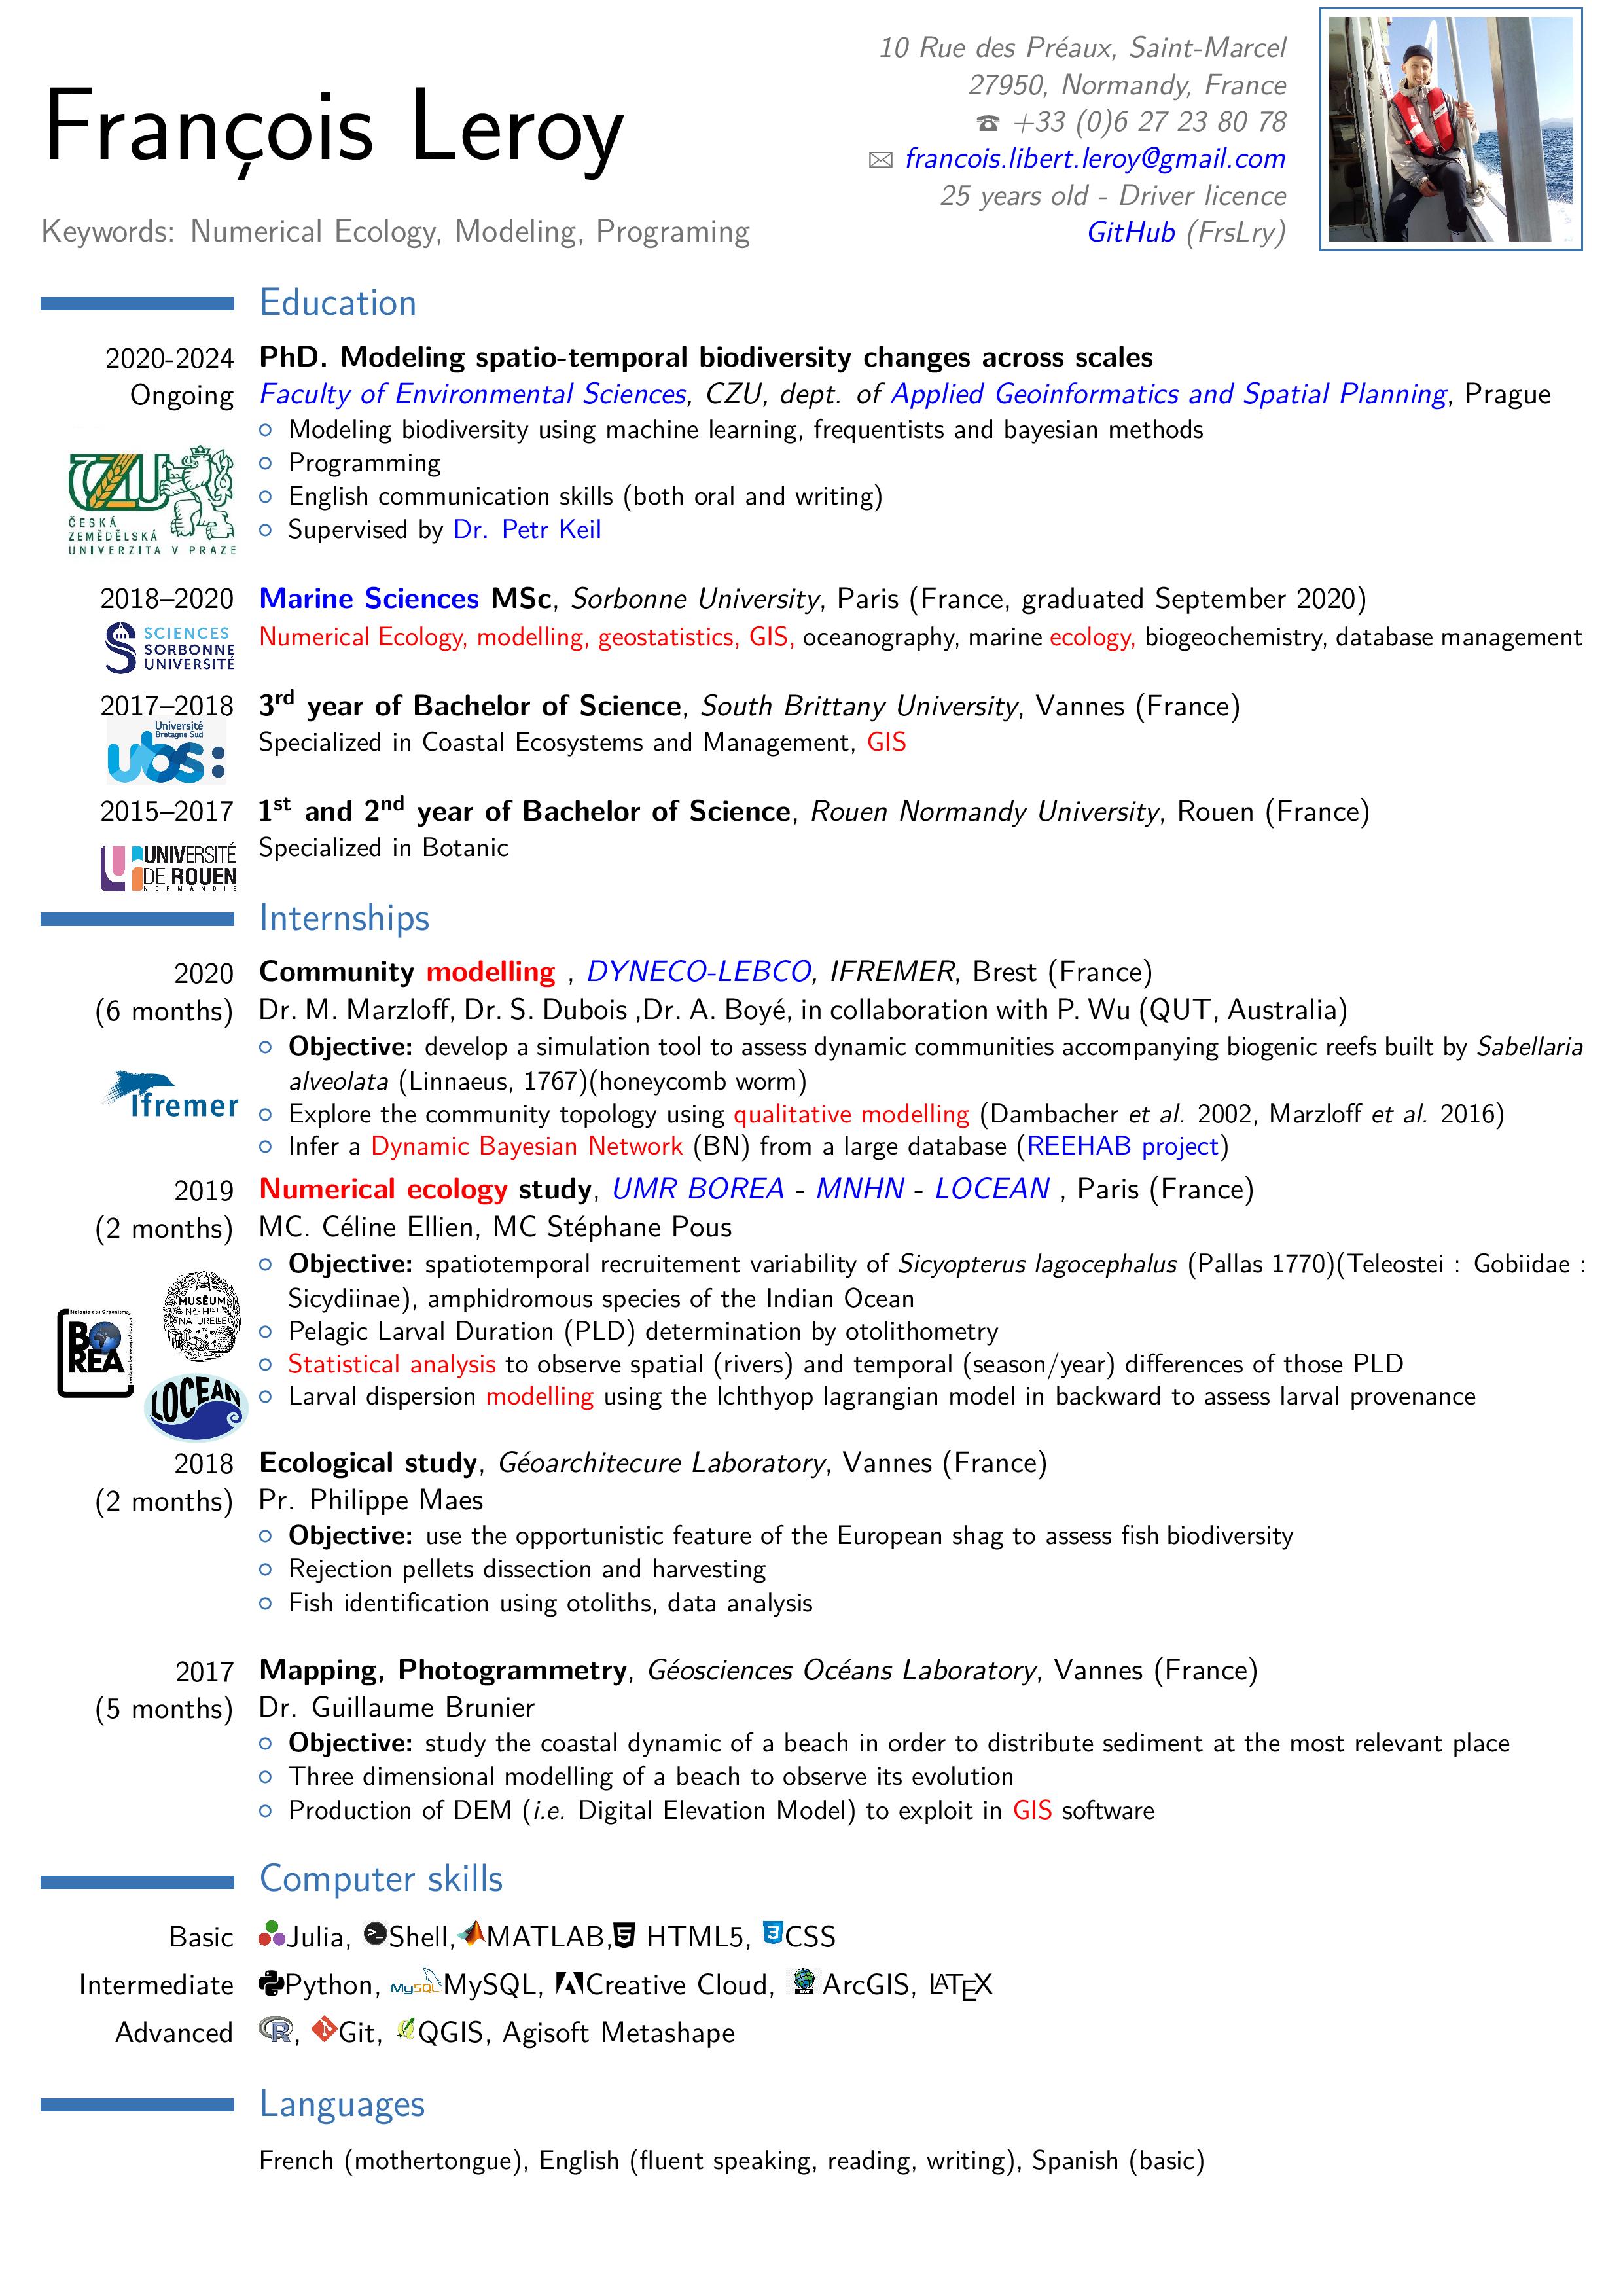 François Leroy
Keywords: Numerical Ecology, Modeling, Programing
10 Rue des Préaux, Saint-Marcel
27950, Normandy, France
☎ +33 (0)6 27 23 80 78
✉ francois.libert.leroy@gmail.com
25 years old - Driver licence
GitHub (FrsLry)
Education
2020-2024 PhD. Modeling spatio-temporal biodiversity changes across scales
Ongoing Faculty of Environmental Sciences, CZU, dept. of Applied Geoinformatics and Spatial Planning, Prague
Modeling biodiversity using machine learning, frequentists and bayesian methods
Programming
English communication skills (both oral and writing)
Supervised by Dr. Petr Keil
CZU
ČESKÁ
ZEMĚDĚLSKÁ
UNIVERZITA V PRAZE
2018–2020 Marine Sciences MSc, Sorbonne University, Paris (France, graduated September 2020)
Numerical Ecology, modelling, geostatistics, GIS, oceanography, marine ecology, biogeochemistry, database management
SCIENCES
SORBONNE
UNIVERSITÉ
2017–2018 3rd year of Bachelor of Science, South Brittany University, Vannes (France)
Specialized in Coastal Ecosystems and Management, GIS
Université
Bretagne Sud
ubs:
2015–2017 1st and 2nd year of Bachelor of Science, Rouen Normandy University, Rouen (France)
Specialized in Botanic
UNIVERSITÉ
DE ROUEN
NORMANDIE
Internships
2020 Community modelling , DYNECO-LEBCO, IFREMER, Brest (France)
(6 months) Dr. M. Marzloff, Dr. S. Dubois ,Dr. A. Boyé, in collaboration with P. Wu (QUT, Australia)
Objective: develop a simulation tool to assess dynamic communities accompanying biogenic reefs built by Sabellaria
alveolata (Linnaeus, 1767)(honeycomb worm)
Explore the community topology using qualitative modelling (Dambacher et al. 2002, Marzloff et al. 2016)
Infer a Dynamic Bayesian Network (BN) from a large database (REEHAB project)
Ifremer
2019 Numerical ecology study, UMR BOREA - MNHN - LOCEAN , Paris (France)
(2 months) MC. Céline Ellien, MC Stéphane Pous
Objective: spatiotemporal recruitement variability of Sicyopterus lagocephalus (Pallas 1770)(Teleostei : Gobiidae :
Sicydiinae), amphidromous species of the Indian Ocean
Pelagic Larval Duration (PLD) determination by otolithometry
Statistical analysis to observe spatial (rivers) and temporal (season/year) differences of those PLD
Larval dispersion modelling using the Ichthyop lagrangian model in backward to assess larval provenance
MUSÉUM
NAL HIST
NATURELLE
BOREA
LOCEAN
2018 Ecological study, Géoarchitecure Laboratory, Vannes (France)
(2 months) Pr. Philippe Maes
Objective: use the opportunistic feature of the European shag to assess fish biodiversity
Rejection pellets dissection and harvesting
Fish identification using otoliths, data analysis
2017 Mapping, Photogrammetry, Géosciences Océans Laboratory, Vannes (France)
(5 months) Dr. Guillaume Brunier
Objective: study the coastal dynamic of a beach in order to distribute sediment at the most relevant place
Three dimensional modelling of a beach to observe its evolution
Production of DEM (i.e. Digital Elevation Model) to exploit in GIS software
Computer skills
Basic Julia, Shell, MATLAB, HTML5, CSS
Intermediate Python, MySQL MySQL, Creative Cloud, ArcGIS, LATEX
Advanced R, Git, QGIS, Agisoft Metashape
Languages
French (mothertongue), English (fluent speaking, reading, writing), Spanish (basic)